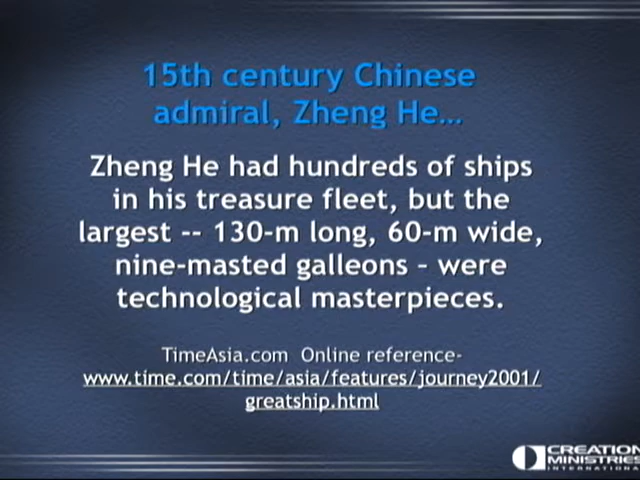 15th century Chinese
admiral, Zheng He...
Zheng He had hundreds of ships
in his treasure fleet, but the
largest -- 130-m long, 60-m wide,
nine-masted galleons – were
technological masterpieces.
TimeAsia.com Online reference-
www.time.com/time/asia/features/journey2001/
greatship.html
CREATION
MINISTRIES
INTERNATIONAL